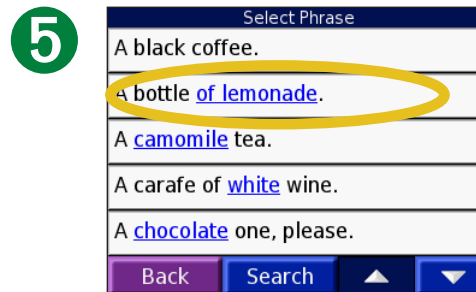 5
Select Phrase
A black coffee.
A bottle of lemonade.
A camomile tea.
A carafe of white wine.
A chocolate one, please.
Back Search